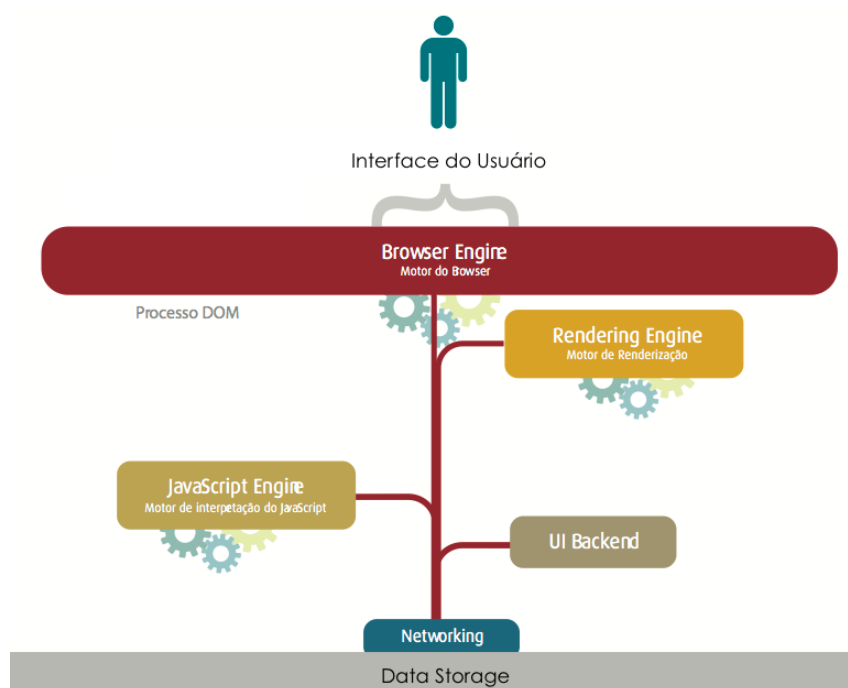 Interface do Usuário
Browser Engine
Motor do Browser
Processo DOM
Rendering Engine
Motor de Renderização
JavaScript Engine
Motor de interpetação do JavaScript
UI Backend
Networking
Data Storage